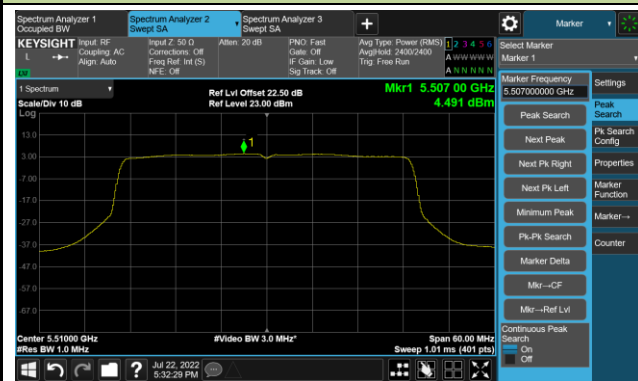 Spectrum Analyzer 1
Occupied BW
Spectrum Analyzer 2
Swept SA
Spectrum Analyzer 3
Swept SA
Marker
KEYSIGHT
L
Input: RF
Coupling: AC
Align: Auto
Input Z: 50 Ω
Corrections: Off
Freq Ref: Int (S)
NFE: Off
Atten: 20 dB
PNO: Fast
Gate: Off
IF Gain: Low
Sig Track: Off
Avg Type: Power (RMS)
Avg|Hold: 2400/2400
Trig: Free Run
1 2 3 4 5 6
A W W W W W
A N N N N N
Select Marker
Marker 1
1 Spectrum
Scale/Div 10 dB
Log
Ref Lvl Offset 22.50 dB
Ref Level 23.00 dBm
Mkr1 5.507 00 GHz
4.491 dBm
13.0
3.00
-7.00
-17.0
-27.0
-37.0
-47.0
-57.0
-67.0
1
Center 5.51000 GHz
#Res BW 1.0 MHz
#Video BW 3.0 MHz*
Span 60.00 MHz
Sweep 1.01 ms (401 pts)
Marker Frequency
5.507000000 GHz
Peak Search
Next Peak
Next Pk Right
Next Pk Left
Minimum Peak
Pk-Pk Search
Marker Delta
Mkr→CF
Mkr→Ref Lvl
Continuous Peak
Search
On
Off
Settings
Peak
Search
Pk Search
Config
Properties
Marker
Function
Marker→
Counter
Jul 22, 2022
5:32:29 PM